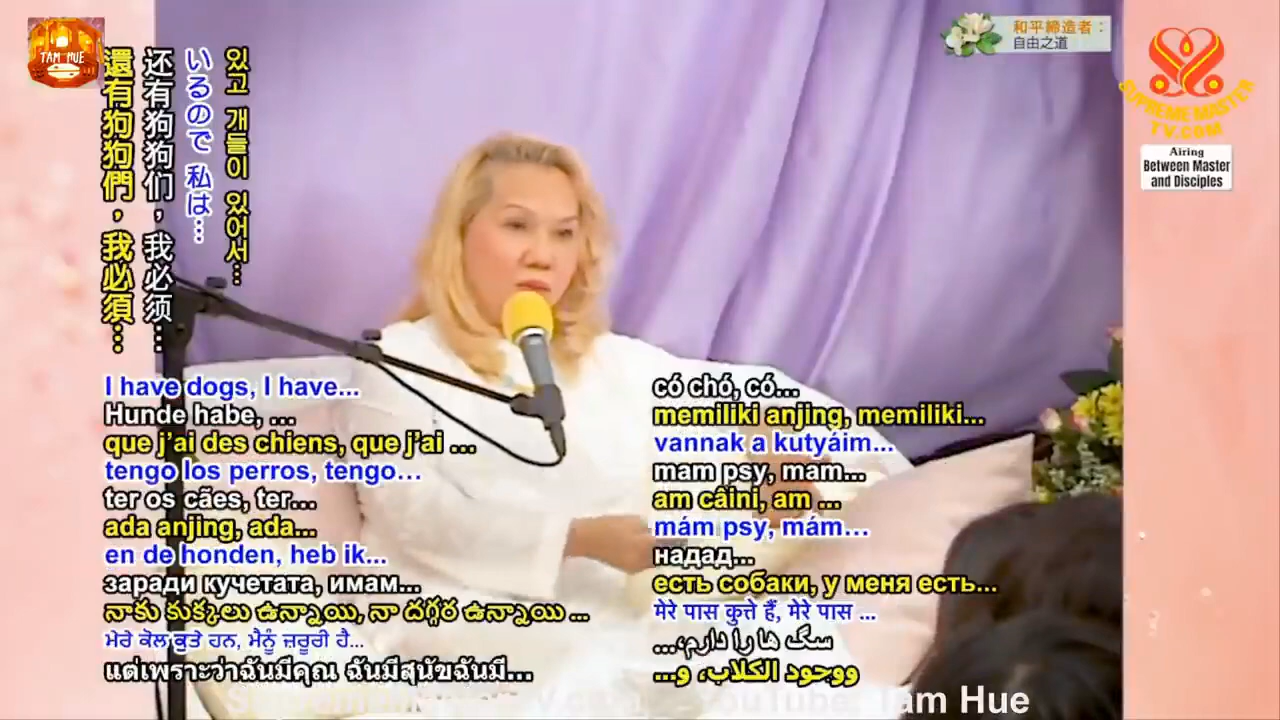 TAM HUE
和平締造者：
自由之道
SUPREME MASTER
TV.COM
Airing
Between Master
and Disciples
還有狗狗們，我必須…
还有狗狗们，我必须…
いるので 私は…
있고 개들이 있어서…
I have dogs, I have...
Hunde habe, ...
que j'ai des chiens, que j'ai ...
tengo los perros, tengo…
ter os cães, ter...
ada anjing, ada...
en de honden, heb ik...
заради кучетата, имам...
నాకు కుక్కలు ఉన్నాయి, నా దగ్గర ఉన్నాయి ...
ਮੇਰੇ ਕੋਲ ਕੁਤੇ ਹਨ, ਮੈਨੂੰ ਜ਼ਰੂਰੀ ਹੈ...
แต่เพราะว่าฉันมีคุณ ฉันมีสุนัขฉันมี...
có chó, có...
memiliki anjing, memiliki...
vannak a kutyáim...
mam psy, mam...
am câini, am ...
mám psy, mám…
надад...
есть собаки, у меня есть...
मेरे पास कुत्ते हैं, मेरे पास ...
سگ ها را دارم،...
ووجود الكلاب، و...
YouTube: Tam Hue